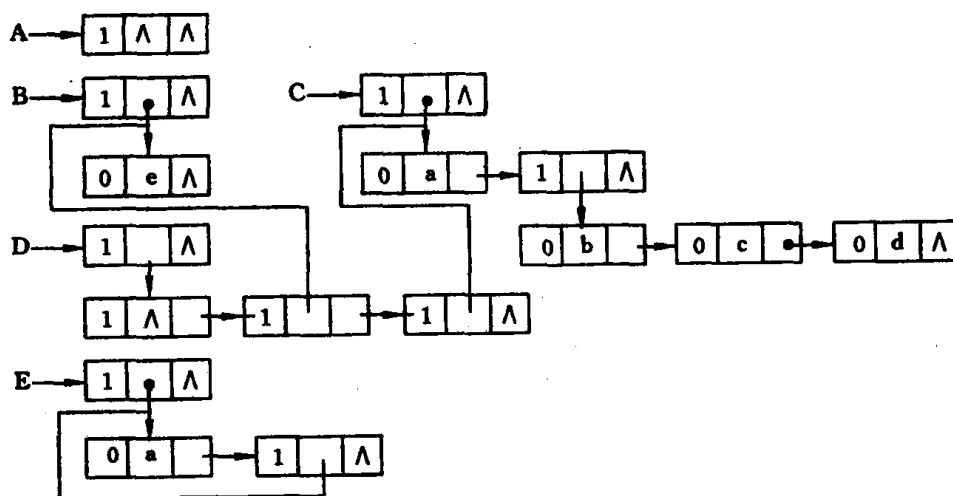 A 1 Λ Λ
B 1 Λ C 1 Λ
0 e Λ 0 a 1 Λ
D 1 Λ 0 b 0 c 0 d Λ
1 Λ 1 1 Λ
E 1 Λ
0 a 1 Λ